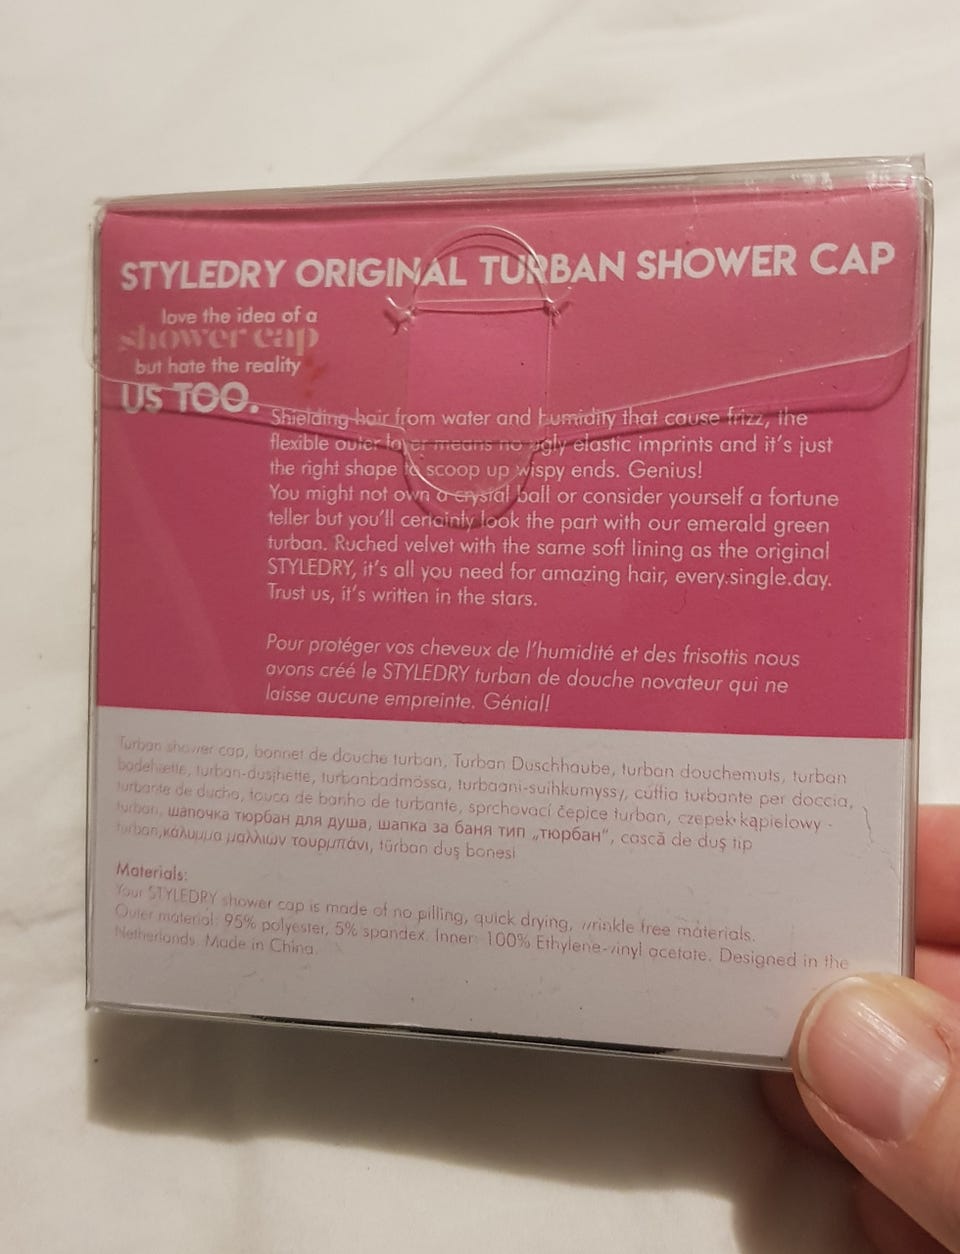 STYLEDRY ORIGINAL TURBAN SHOWER CAP
love the idea of a
shower cap
but hate the reality
US TOO.
Shielding hair from water and humidity that cause frizz, the
flexible outer layer means no ugly elastic imprints and it's just
the right shape to scoop up wispy ends. Genius!
You might not own a crystal ball or consider yourself a fortune
teller but you'll certainly look the part with our emerald green
turban. Ruched velvet with the same soft lining as the original
STYLEDRY, it's all you need for amazing hair, every.single.day.
Trust us, it's written in the stars.
Pour protéger vos cheveux de l'humidité et des frisottis nous
avons créé le STYLEDRY turban de douche novateur qui ne
laisse aucune empreinte. Génial!
Turban shower cap, bonnet de douche turban, Turban Duschhaube, turban douchemuts, turban
badehætte, turban-dusjhette, turbanbadmössa, turbaani-suihkumyssy, cuffia turbante per doccia,
turbante de ducha, touca de banho de turbante, sprchovací čepice turban, czepek kąpielowy -
turban, шапочка тюрбан для душа, шапка за баня тип „тюрбан“, cască de duş tip
turban,κάλυμμα μαλλιών τουρμπάνι, türban duş bonesi
Materials:
Your STYLEDRY shower cap is made of no pilling, quick drying, wrinkle free materials.
Outer material: 95% polyester, 5% spandex. Inner: 100% Ethylene-vinyl acetate. Designed in the
Netherlands. Made in China.